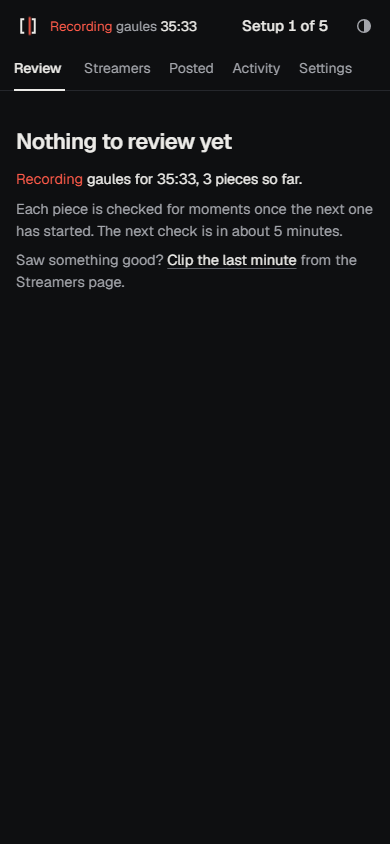 Recording gaules 35:33 Setup 1 of 5
Review Streamers Posted Activity Settings
Nothing to review yet
Recording gaules for 35:33, 3 pieces so far.
Each piece is checked for moments once the next one
has started. The next check is in about 5 minutes.
Saw something good? Clip the last minute from the
Streamers page.